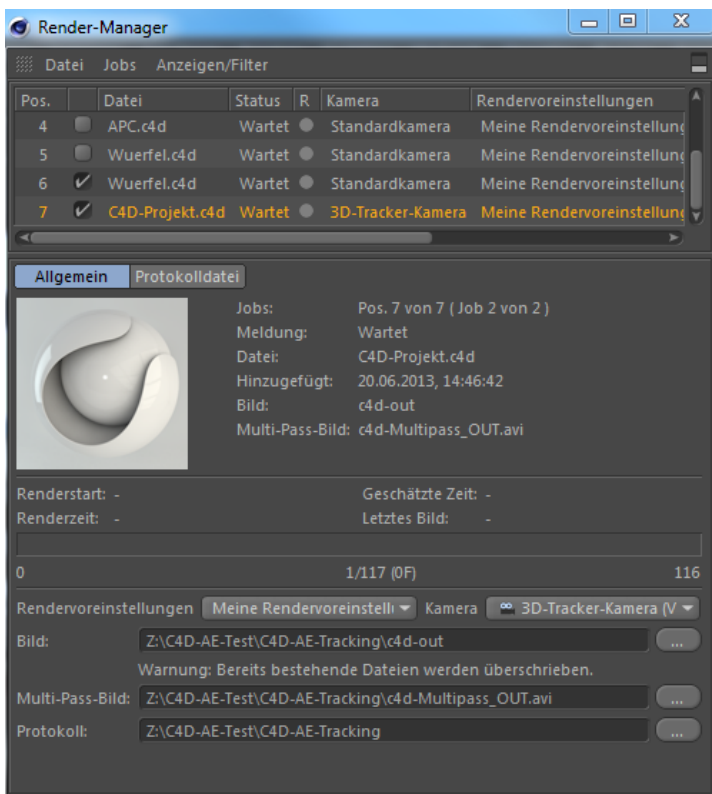 Render-Manager
Datei Jobs Anzeigen/Filter
Pos. Datei Status R Kamera Rendervoreinstellungen
4 APC.c4d Wartet Standardkamera Meine Rendervoreinstellung
5 Wuerfel.c4d Wartet Standardkamera Meine Rendervoreinstellung
6 Wuerfel.c4d Wartet Standardkamera Meine Rendervoreinstellung
7 C4D-Projekt.c4d Wartet 3D-Tracker-Kamera Meine Rendervoreinstellung
Allgemein Protokolldatei
Jobs: Pos. 7 von 7 ( Job 2 von 2 )
Meldung: Wartet
Datei: C4D-Projekt.c4d
Hinzugefügt: 20.06.2013, 14:46:42
Bild: c4d-out
Multi-Pass-Bild: c4d-Multipass_OUT.avi
Renderstart: - Geschätzte Zeit: -
Renderzeit: - Letztes Bild: -
0 1/117 (0F) 116
Rendervoreinstellungen Meine Rendervoreinstell Kamera 3D-Tracker-Kamera (V
Bild: Z:\C4D-AE-Test\C4D-AE-Tracking\c4d-out ...
Warnung: Bereits bestehende Dateien werden überschrieben.
Multi-Pass-Bild: Z:\C4D-AE-Test\C4D-AE-Tracking\c4d-Multipass_OUT.avi ...
Protokoll: Z:\C4D-AE-Test\C4D-AE-Tracking ...